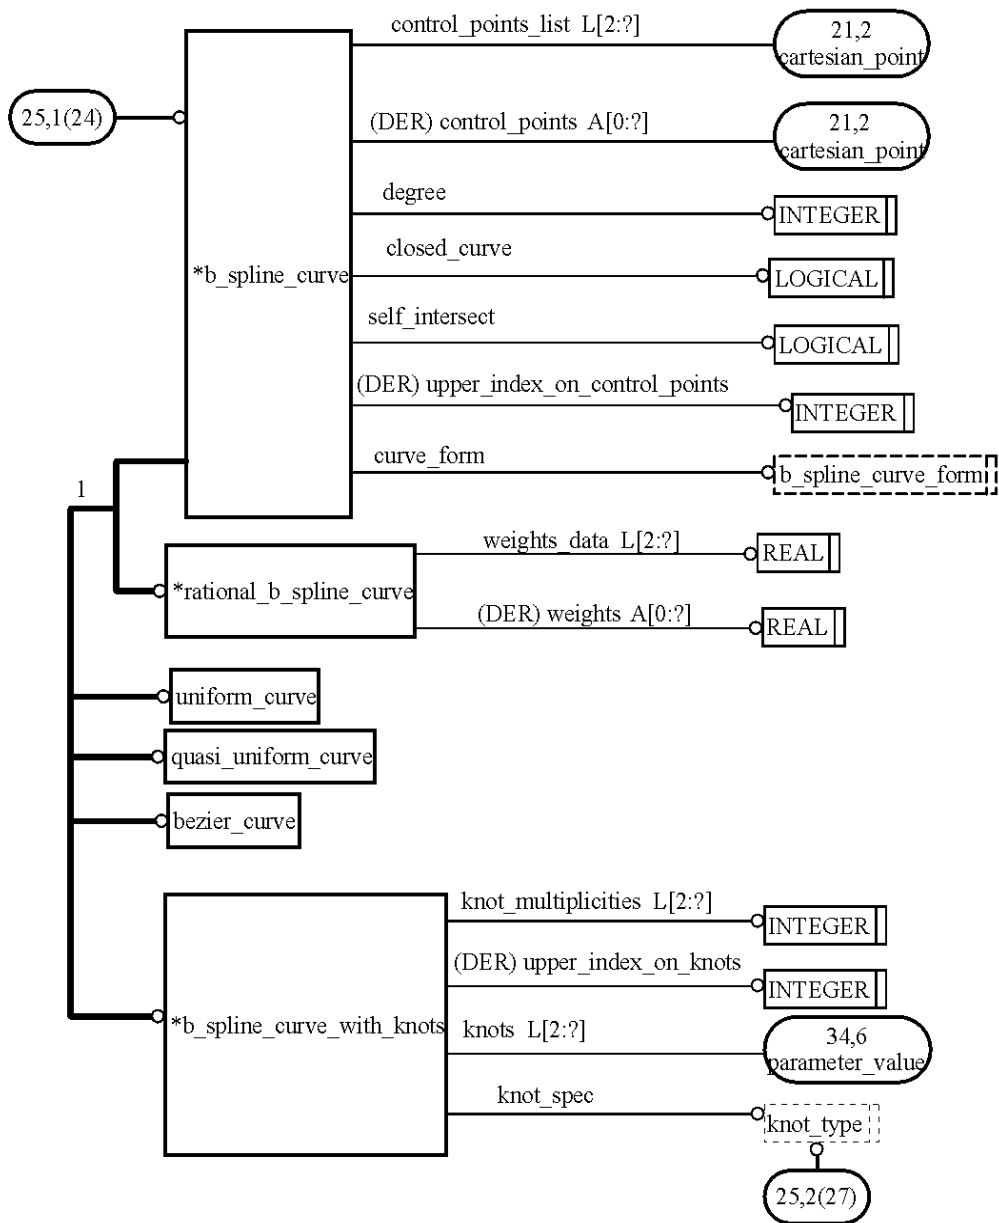 control_points_list L[2:?]
21,2
cartesian_point
25,1(24)
(DER) control_points A[0:?]
21,2
cartesian_point
degree
INTEGER
closed_curve
*b_spline_curve
LOGICAL
self_intersect
LOGICAL
(DER) upper_index_on_control_points
INTEGER
curve_form
b_spline_curve_form
1
weights_data L[2:?]
REAL
*rational_b_spline_curve
(DER) weights A[0:?]
REAL
uniform_curve
quasi_uniform_curve
bezier_curve
knot_multiplicities L[2:?]
INTEGER
(DER) upper_index_on_knots
INTEGER
*b_spline_curve_with_knots
knots L[2:?]
34,6
parameter_value
knot_spec
knot_type
25,2(27)